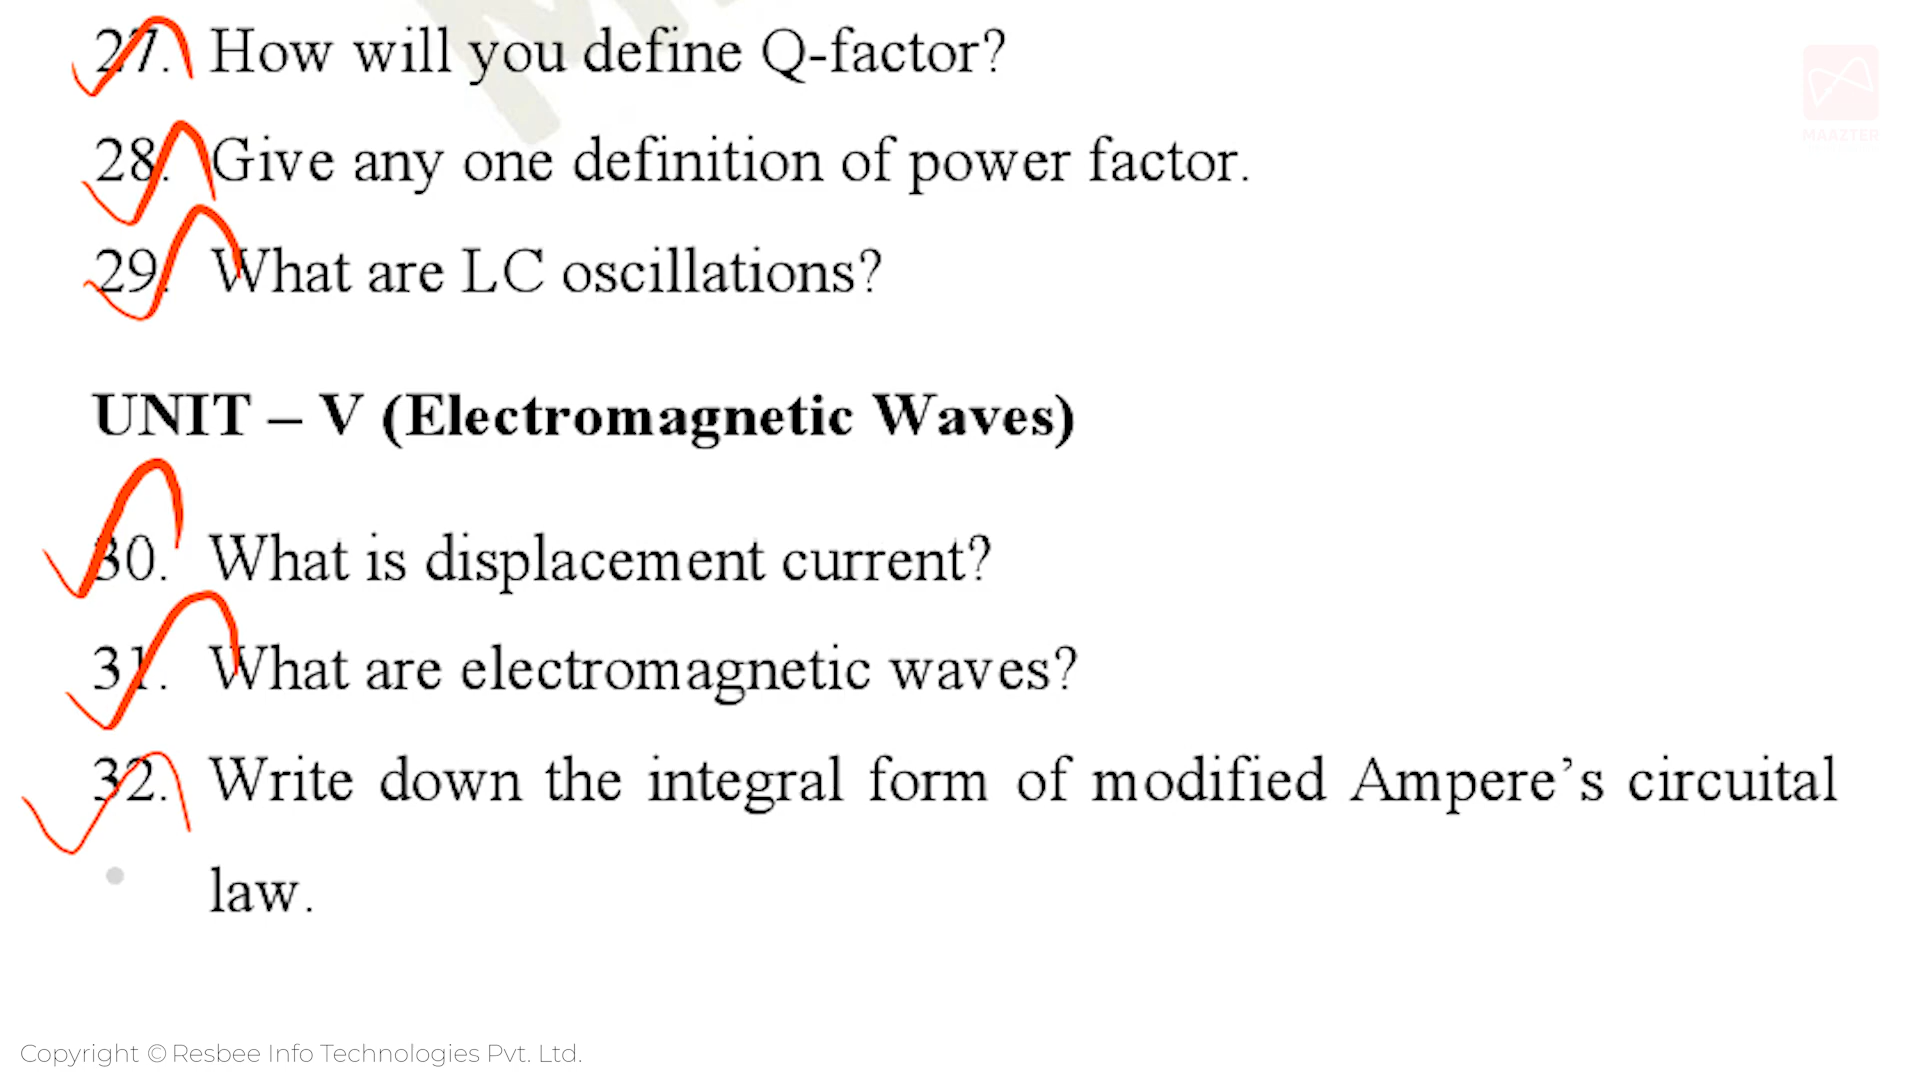 27. How will you define Q-factor?
28. Give any one definition of power factor.
29. What are LC oscillations?
UNIT – V (Electromagnetic Waves)
30. What is displacement current?
31. What are electromagnetic waves?
32. Write down the integral form of modified Ampere’s circuital
law.
MAAZTER
Copyright © Resbee Info Technologies Pvt. Ltd.